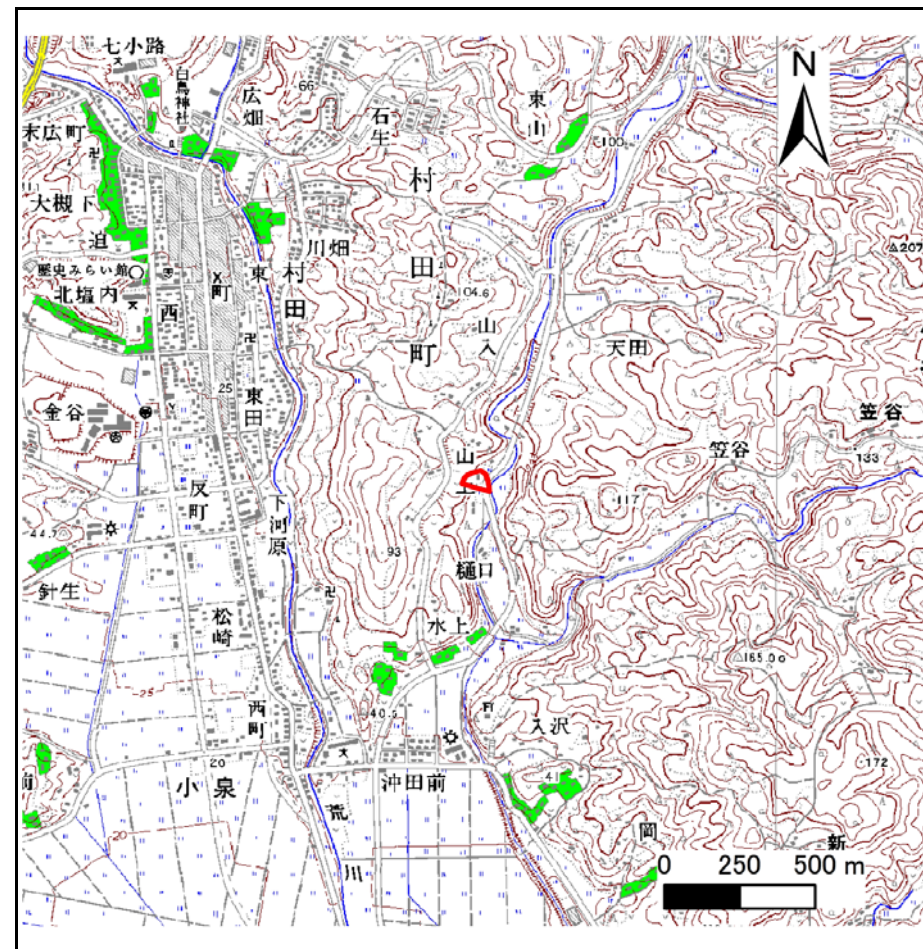 七小路
白鳥神社
広畑
66
石生
東山
100
N
末広町
大槻下
迫
歴史みらい館
北塩内
西
町
東
村田
川畑
村田町
104.6
山入
天田
207
金谷
25
東田
山上
笠谷
笠谷
133
117
反町
下河原
44.7
針生
93
樋口
松崎
水上
165.0
25
西町
40.5
入沢
172
20
小泉
沖田前
41
前
荒川
岡
新
20
0 250 500 m